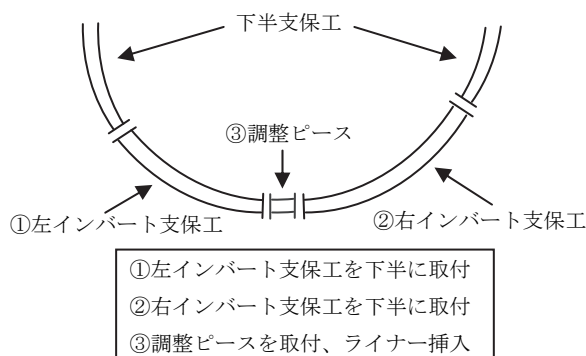 下半支保工
③調整ピース
①左インバート支保工
②右インバート支保工
①左インバート支保工を下半に取付
②右インバート支保工を下半に取付
③調整ピースを取付、ライナー挿入